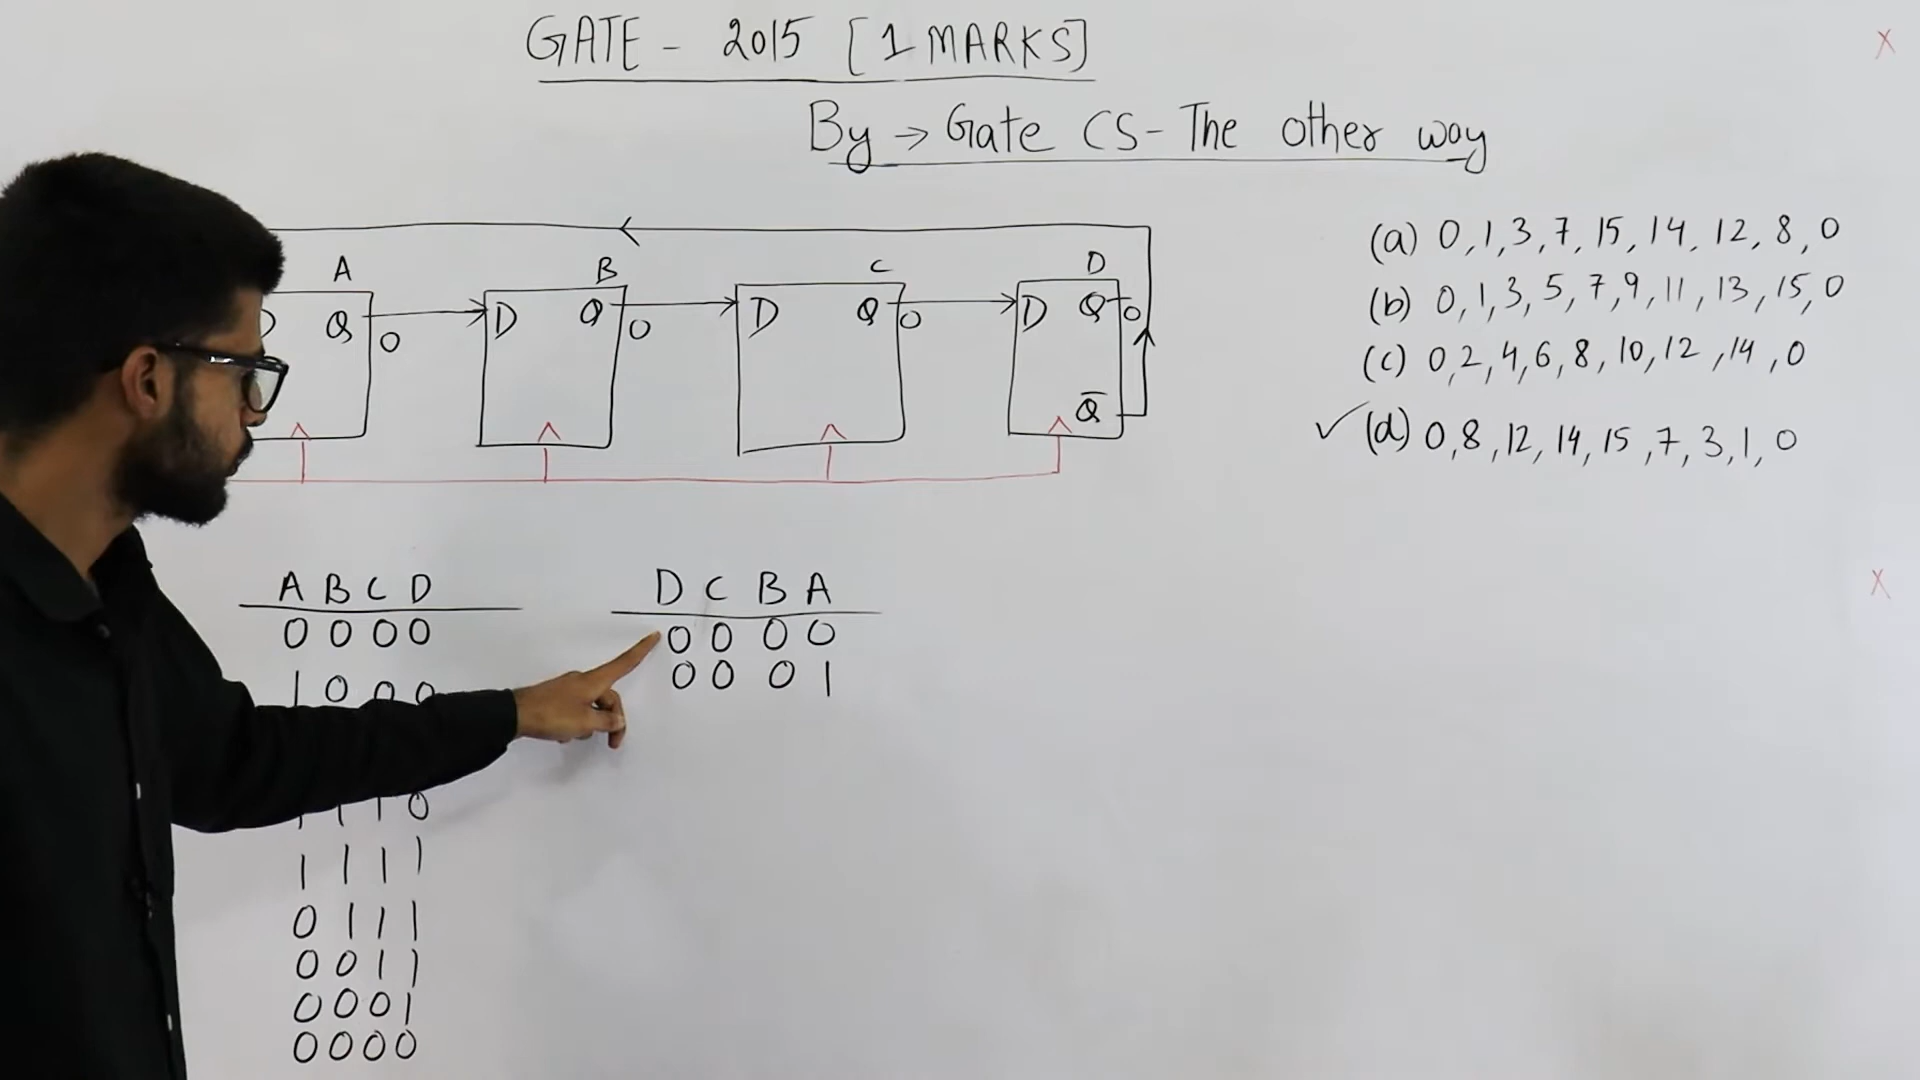 GATE - 2015 [1 MARKS]
By → Gate CS - The other way
A B C D
Q D Q D Q D Q
0 0 0 0
Q̅
(a) 0,1,3,7,15,14,12,8,0
(b) 0,1,3,5,7,9,11,13,15,0
(c) 0,2,4,6,8,10,12,14,0
✓ (d) 0,8,12,14,15,7,3,1,0
A B C D
0 0 0 0
1 0 0 0
1 1 1 0
1 1 1 1
0 1 1 1
0 0 1 1
0 0 0 1
0 0 0 0
D C B A
0 0 0 0
0 0 0 1
X
X